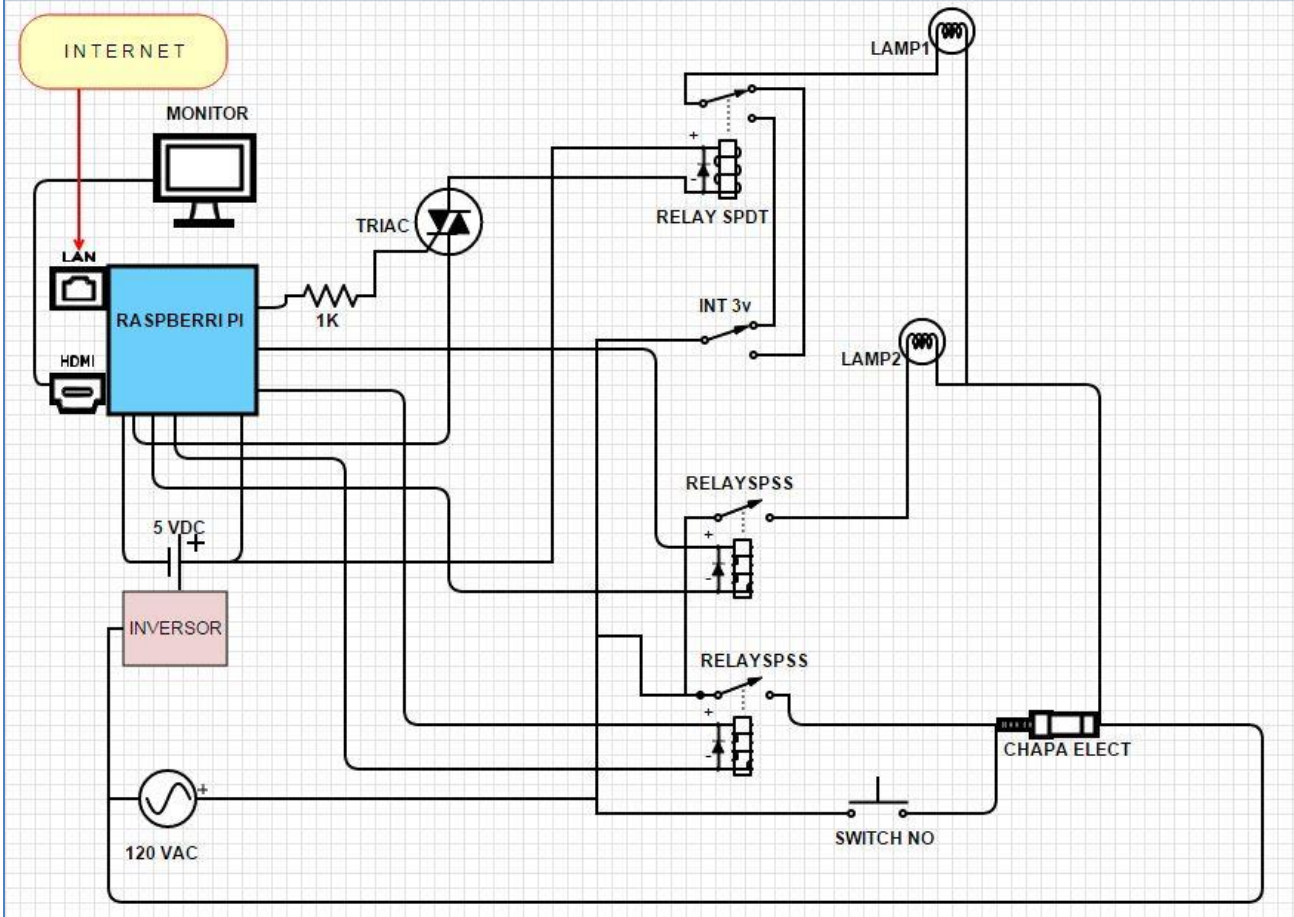 INTERNET
LAMP1
MONITOR
+
-
RELAY SPDT
TRIAC
LAN
RASPBERRI PI
1K
INT 3v
HDMI
LAMP2
RELAYSPSS
5 VDC
+
+
-
INVERSOR
RELAYSPSS
+
-
CHAPA ELECT
+
SWITCH NO
120 VAC